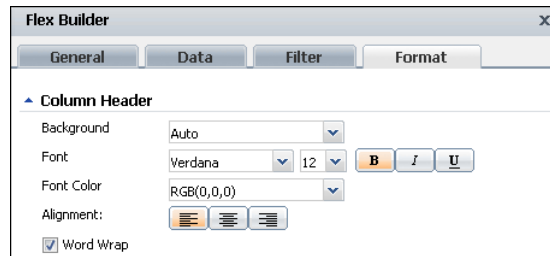 Flex Builder x
General Data Filter Format
Column Header
Background Auto
Font Verdana 12 B I U
Font Color RGB(0,0,0)
Alignment:
Word Wrap